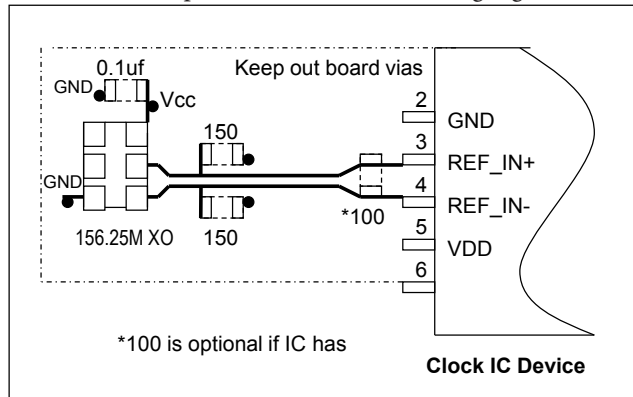 0.1uf
Keep out board vias
GND
Vcc
2
GND
150
3
REF_IN+
GND
4
REF_IN-
*100
156.25M XO
150
5
VDD
6
*100 is optional if IC has
Clock IC Device